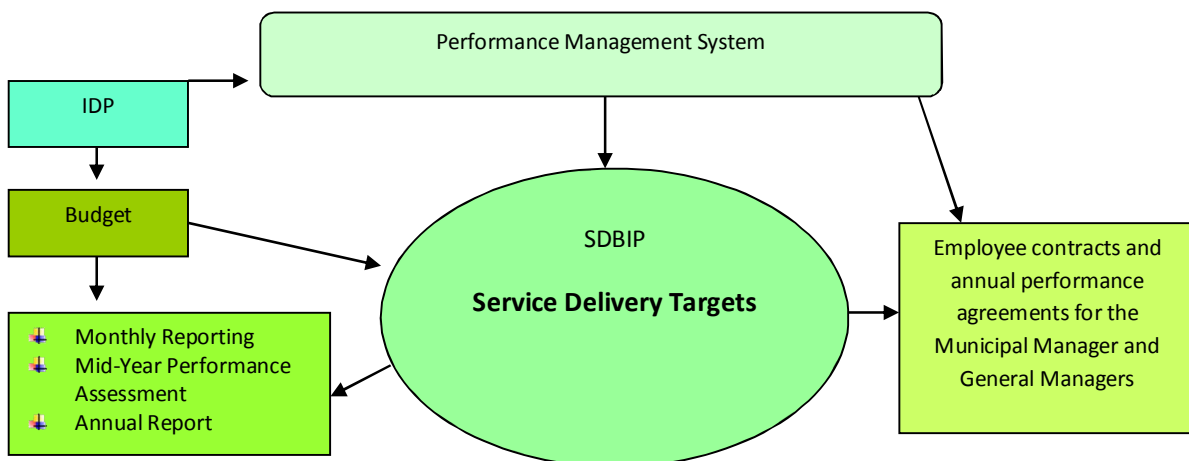 Performance Management System
IDP
Budget
SDBIP
Service Delivery Targets
Monthly Reporting
Mid-Year Performance
Assessment
Annual Report
Employee contracts and
annual performance
agreements for the
Municipal Manager and
General Managers